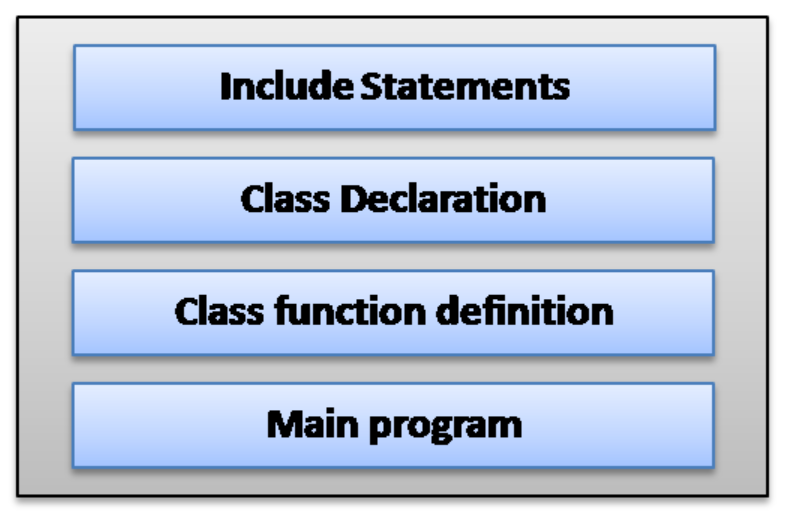 Include Statements
Class Declaration
Class function definition
Main program